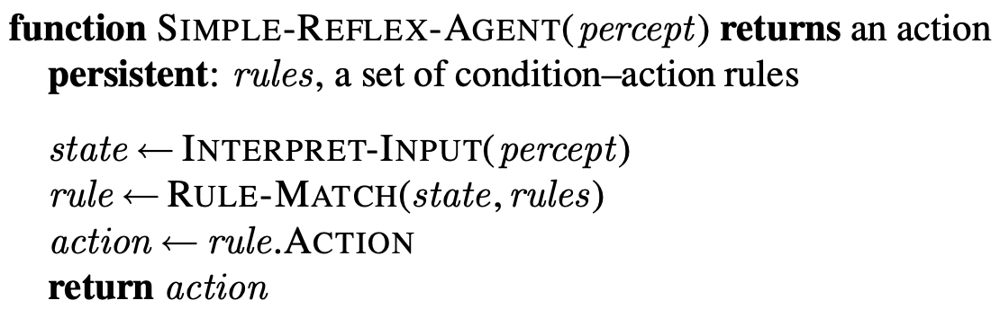 function SIMPLE-REFLEX-AGENT(percept) returns an action
persistent: rules, a set of condition–action rules
state ← INTERPRET-INPUT(percept)
rule ← RULE-MATCH(state, rules)
action ← rule.ACTION
return action